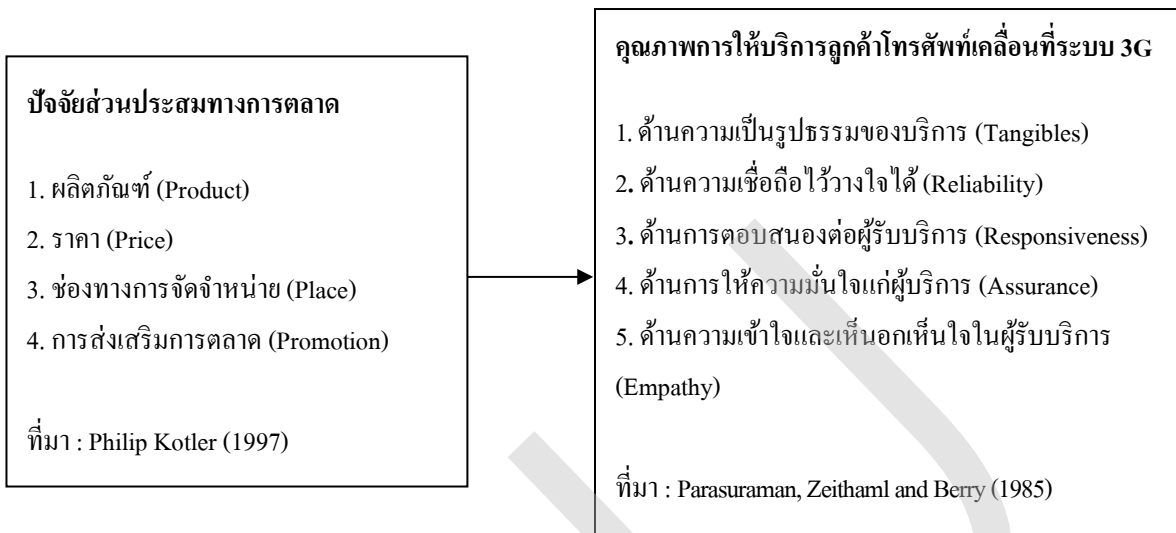 ปัจจัยส่วนประสมทางการตลาด
1. ผลิตภัณฑ์ (Product)
2. ราคา (Price)
3. ช่องทางการจัดจำหน่าย (Place)
4. การส่งเสริมการตลาด (Promotion)
ที่มา : Philip Kotler (1997)
คุณภาพการให้บริการลูกค้าโทรศัพท์เคลื่อนที่ระบบ 3G
1. ด้านความเป็นรูปธรรมของบริการ (Tangibles)
2. ด้านความเชื่อถือไว้วางใจได้ (Reliability)
3. ด้านการตอบสนองต่อผู้รับบริการ (Responsiveness)
4. ด้านการให้ความมั่นใจแก่ผู้บริการ (Assurance)
5. ด้านความเข้าใจและเห็นอกเห็นใจในผู้รับบริการ
(Empathy)
ที่มา : Parasuraman, Zeithaml and Berry (1985)